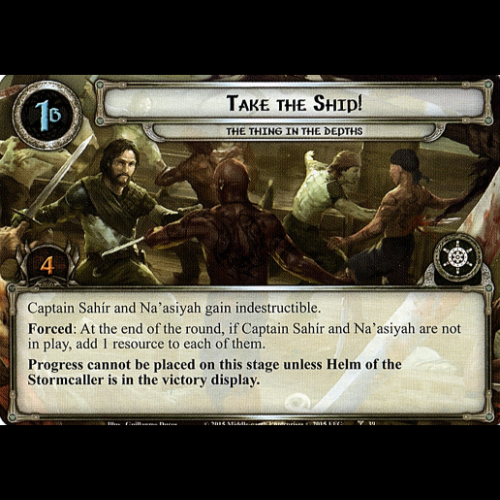 1B
TAKE THE SHIP!
THE THING IN THE DEPTHS
4
Captain Sahír and Na'asiyah gain indestructible.
Forced: At the end of the round, if Captain Sahír and Na'asiyah are not
in play, add 1 resource to each of them.
Progress cannot be placed on this stage unless Helm of the
Stormcaller is in the victory display.